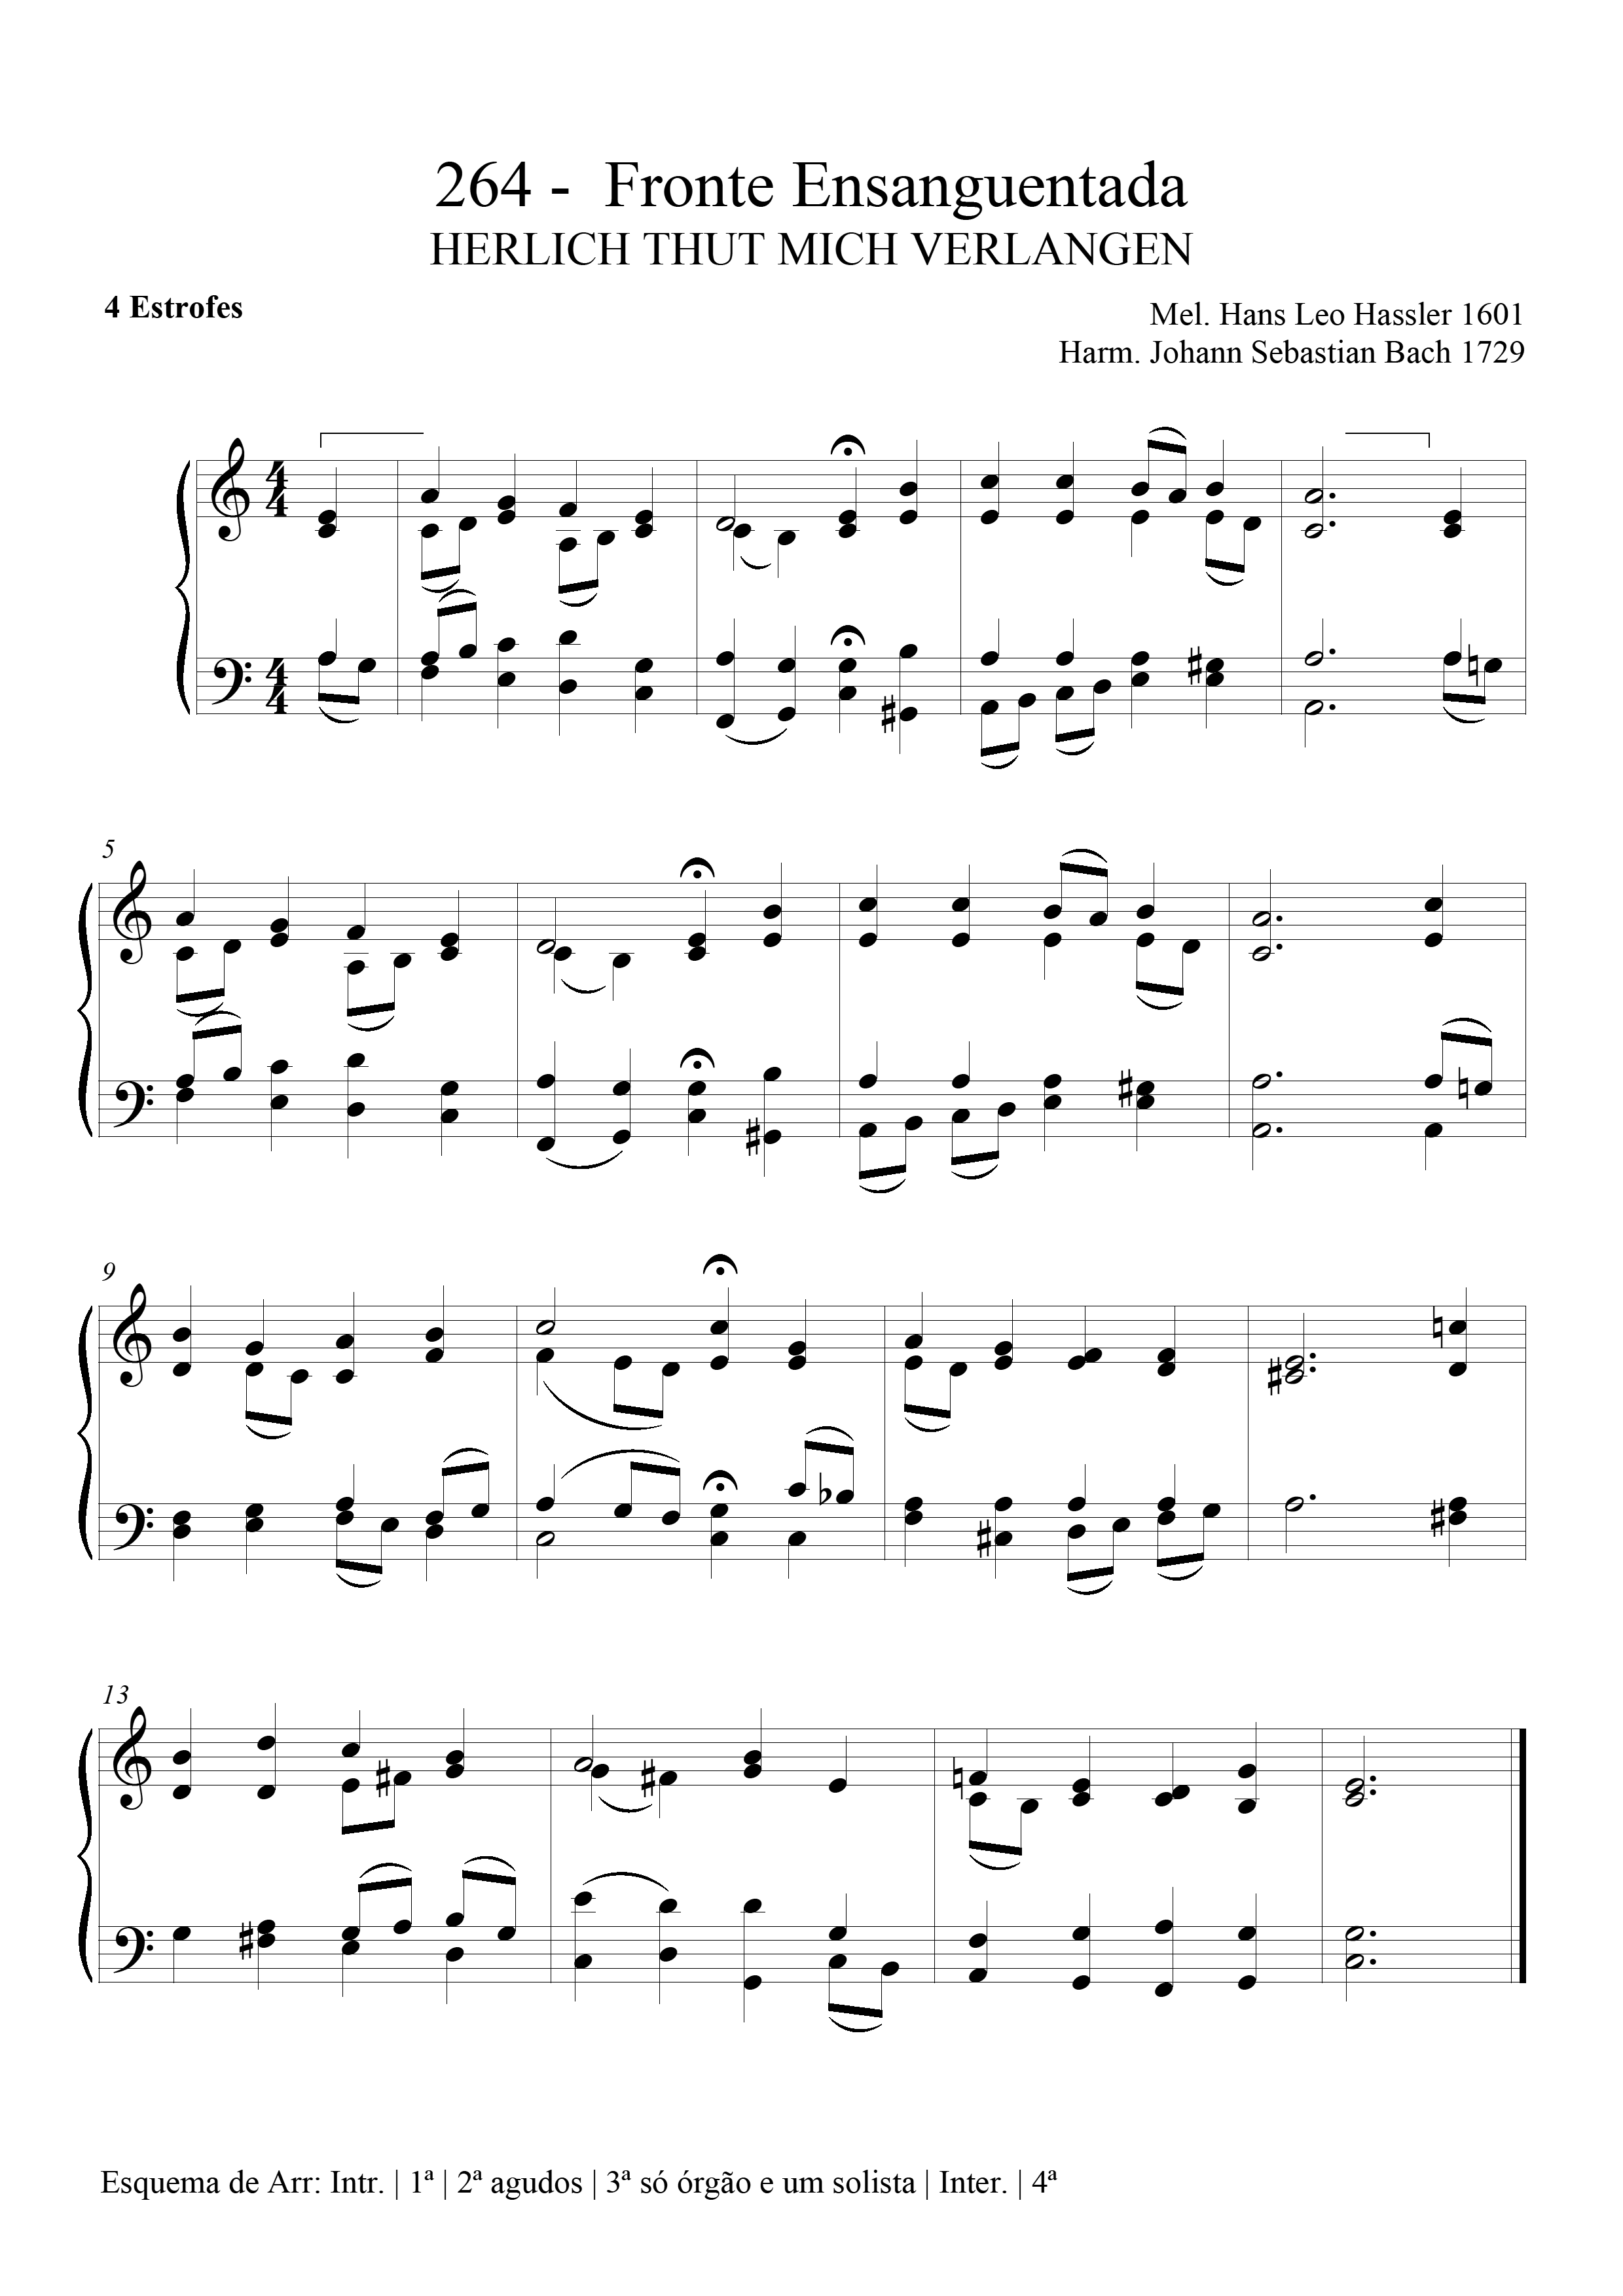 264 - Fronte Ensanguentada
HERLICH THUT MICH VERLANGEN
4 Estrofes
Mel. Hans Leo Hassler 1601
Harm. Johann Sebastian Bach 1729
4
4
4
4
5
9
13
Esquema de Arr: Intr. | 1ª | 2ª agudos | 3ª só órgão e um solista | Inter. | 4ª